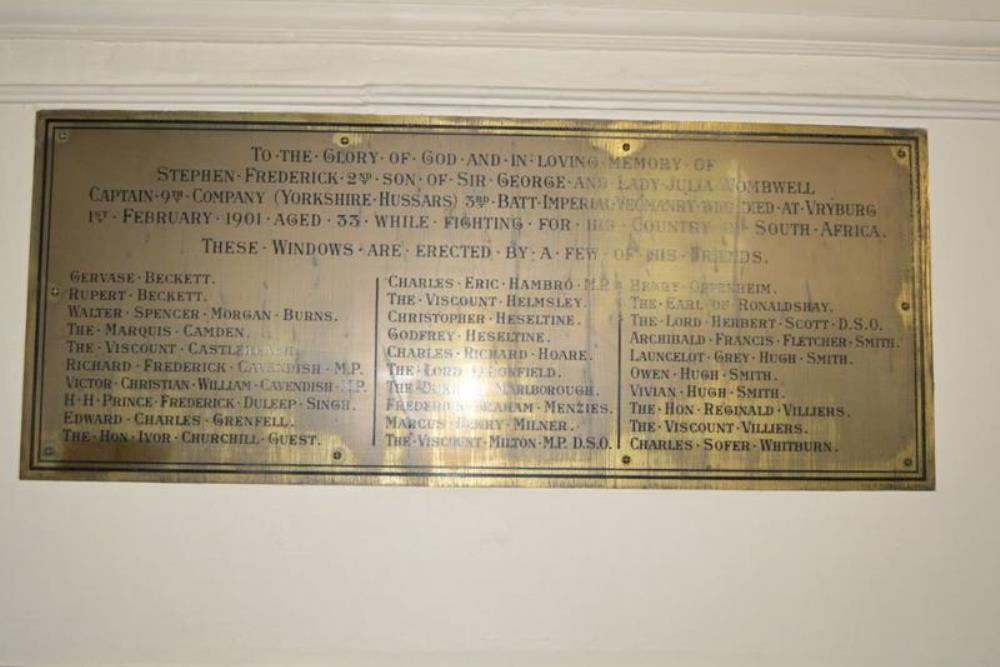 TO·THE·GLORY·OF·GOD·AND·IN·LOVING·MEMORY·OF
STEPHEN·FREDERICK·2ND·SON·OF·SIR·GEORGE·AND·LADY·JULIA·WOMBWELL
CAPTAIN·9TH·COMPANY (YORKSHIRE·HUSSARS) 3RD·BATT·IMPERIAL·YEOMANRY·WHO·DIED·AT·VRYBURG
1ST·FEBRUARY·1901·AGED·33·WHILE·FIGHTING·FOR·HIS·COUNTRY·IN·SOUTH·AFRICA.
THESE·WINDOWS·ARE·ERECTED·BY·A·FEW·OF·HIS·FRIENDS.
GERVASE·BECKETT.
RUPERT·BECKETT.
WALTER·SPENCER·MORGAN·BURNS.
THE·MARQUIS·CAMDEN.
THE·VISCOUNT·CASTLEREAGH.
RICHARD·FREDERICK·CAVENDISH·M.P.
VICTOR·CHRISTIAN·WILLIAM·CAVENDISH·M.P.
H·H·PRINCE·FREDERICK·DULEEP·SINGH.
EDWARD·CHARLES·GRENFELL.
THE·HON·IVOR·CHURCHILL·GUEST.
CHARLES·ERIC·HAMBRO·M.P.
THE·VISCOUNT·HELMSLEY.
CHRISTOPHER·HESELTINE.
GODFREY·HESELTINE.
CHARLES·RICHARD·HOARE.
THE·LORD·LECONFIELD.
THE·DUKE·OF·MARLBOROUGH.
FREDERICK·GRAHAM·MENZIES.
MARCUS·HENRY·MILNER.
THE·VISCOUNT·MILTON·M.P. D.S.O.
HENRY·OPPENHEIM.
THE·EARL·OF·RONALDSHAY.
THE·LORD·HERBERT·SCOTT·D.S.O.
ARCHIBALD·FRANCIS·FLETCHER·SMITH.
LAUNCELOT·GREY·HUGH·SMITH.
OWEN·HUGH·SMITH.
VIVIAN·HUGH·SMITH.
THE·HON·REGINALD·VILLIERS.
THE·VISCOUNT·VILLIERS.
CHARLES·SOFER·WHITBURN.